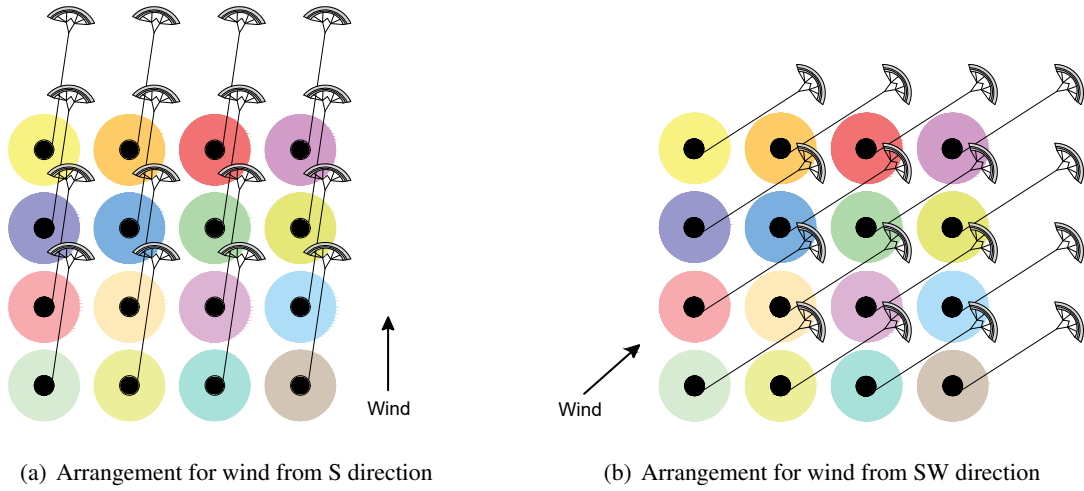 Wind
Wind
(a) Arrangement for wind from S direction
(b) Arrangement for wind from SW direction